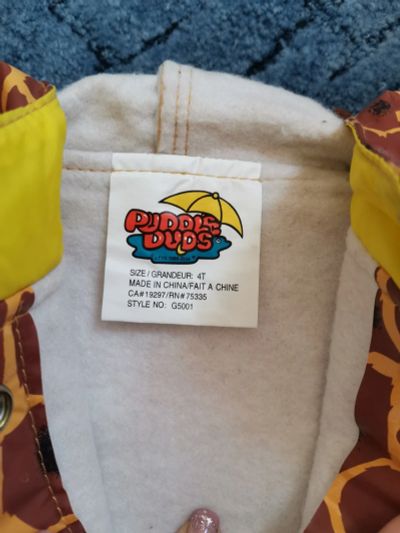 PUDDLE
DUDS
SIZE/GRANDEUR: 4T
MADE IN CHINA/FAIT A CHINE
CA#19297/RN#75335
STYLE NO: G5001